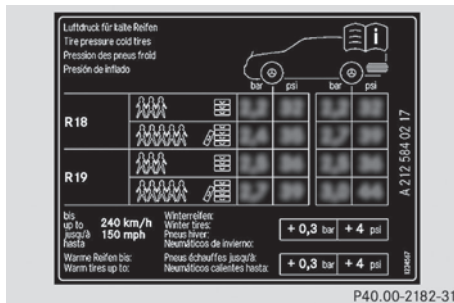 Luftdruck für kalte Reifen
Tire pressure cold tires
Pression des pneus froid
Presión de inflado
i
bar psi bar psi
R18
R19
A 212 584 02 17
bis
up to
jusqu'à
hasta
240 km/h
150 mph
Winterreifen:
Winter tires:
Pneus hiver:
Neumáticos de invierno:
+ 0,3 bar + 4 psi
Warme Reifen bis:
Warm tires up to:
Pneus échauffes jusqu'à:
Neumáticos calientes hasta:
+ 0,3 bar + 4 psi
1234567
P40.00-2182-31